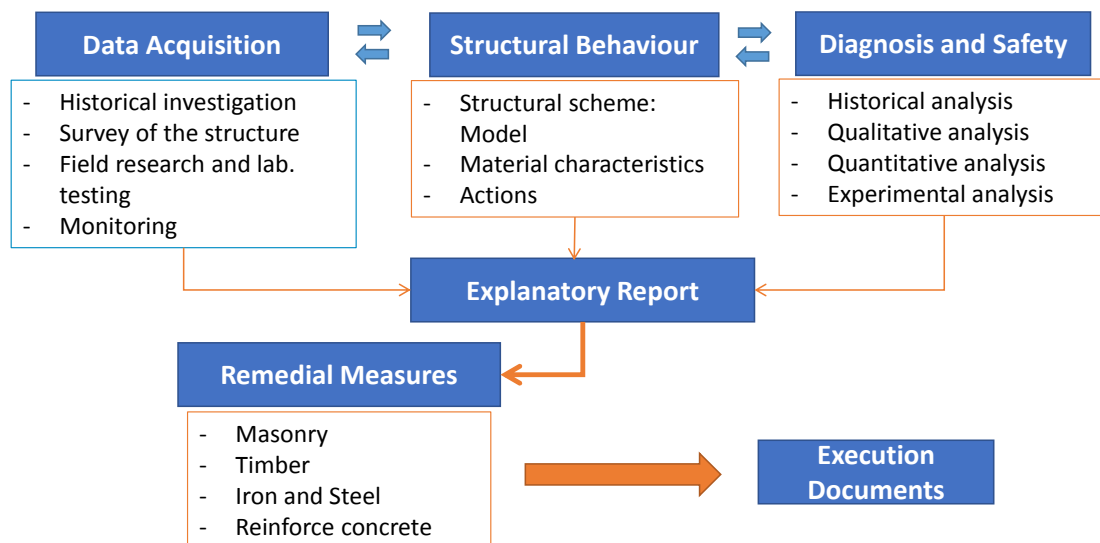 Data Acquisition
- Historical investigation
- Survey of the structure
- Field research and lab.
testing
- Monitoring
Structural Behaviour
- Structural scheme:
Model
- Material characteristics
- Actions
Diagnosis and Safety
- Historical analysis
- Qualitative analysis
- Quantitative analysis
- Experimental analysis
Explanatory Report
Remedial Measures
- Masonry
- Timber
- Iron and Steel
- Reinforce concrete
Execution
Documents